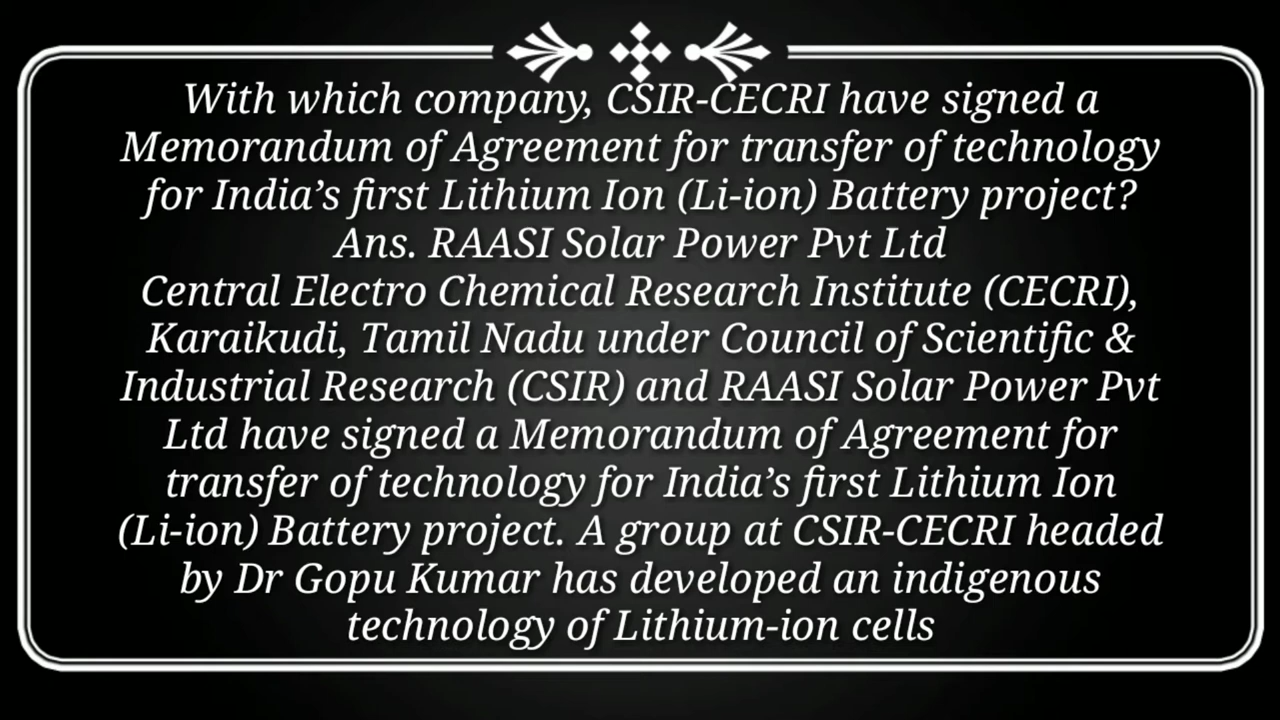 With which company, CSIR-CECRI have signed a
Memorandum of Agreement for transfer of technology
for India’s first Lithium Ion (Li-ion) Battery project?
Ans. RAASI Solar Power Pvt Ltd
Central Electro Chemical Research Institute (CECRI),
Karaikudi, Tamil Nadu under Council of Scientific &
Industrial Research (CSIR) and RAASI Solar Power Pvt
Ltd have signed a Memorandum of Agreement for
transfer of technology for India’s first Lithium Ion
(Li-ion) Battery project. A group at CSIR-CECRI headed
by Dr Gopu Kumar has developed an indigenous
technology of Lithium-ion cells